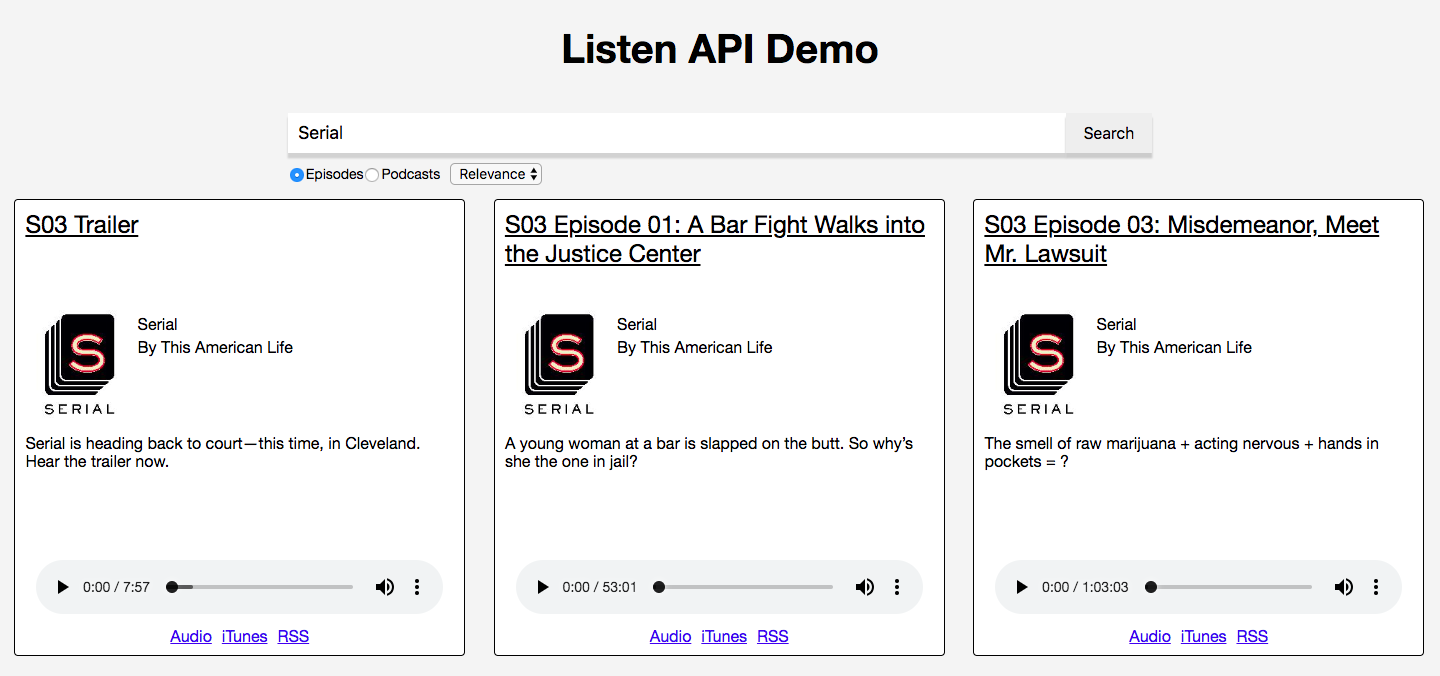 Listen API Demo
Serial
Search
Episodes Podcasts Relevance
S03 Trailer
S
SERIAL
Serial
By This American Life
Serial is heading back to court—this time, in Cleveland.
Hear the trailer now.
0:00 / 7:57
Audio iTunes RSS
S03 Episode 01: A Bar Fight Walks into
the Justice Center
S
SERIAL
Serial
By This American Life
A young woman at a bar is slapped on the butt. So why’s
she the one in jail?
0:00 / 53:01
Audio iTunes RSS
S03 Episode 03: Misdemeanor, Meet
Mr. Lawsuit
S
SERIAL
Serial
By This American Life
The smell of raw marijuana + acting nervous + hands in
pockets = ?
0:00 / 1:03:03
Audio iTunes RSS